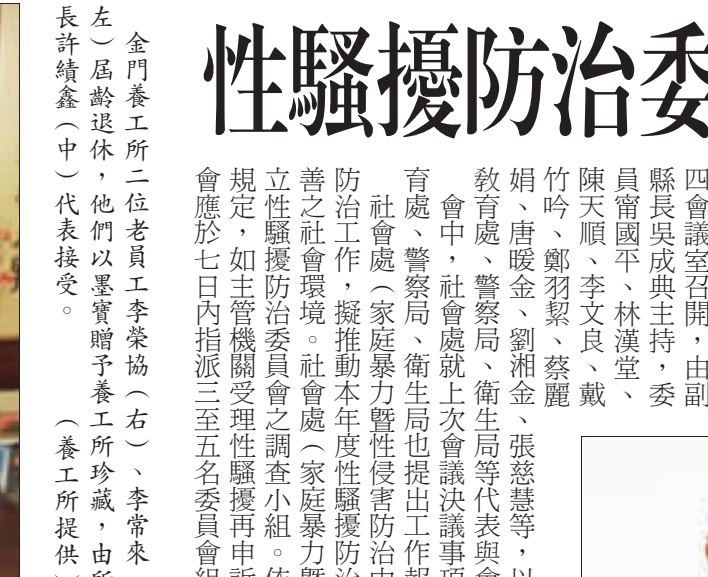 性騷擾防治委
四會議室召開，由副
縣長吳成典主持，委
員甯國平、林漢堂、
陳天順、李文良、戴
竹吟、鄭羽絜、蔡麗
娟、唐暖金、劉湘金、張慈慧等，以
教育處、警察局、衛生局等代表與會
會中，社會處就上次會議決議事項
育處、警察局、衛生局也提出工作報
社會處（家庭暴力暨性侵害防治中
防治工作，擬推動本年度性騷擾防治
善之社會環境。社會處（家庭暴力暨
立性騷擾防治委員會之調查小組。依
規定，如主管機關受理性騷擾再申訴
會應於七日內指派三至五名委員會組
金門養工所二位老員工李榮協（右）、李常來
左）屆齡退休，他們以墨寶贈予養工所珍藏，由所
長許績鑫（中）代表接受。　　（養工所提供）